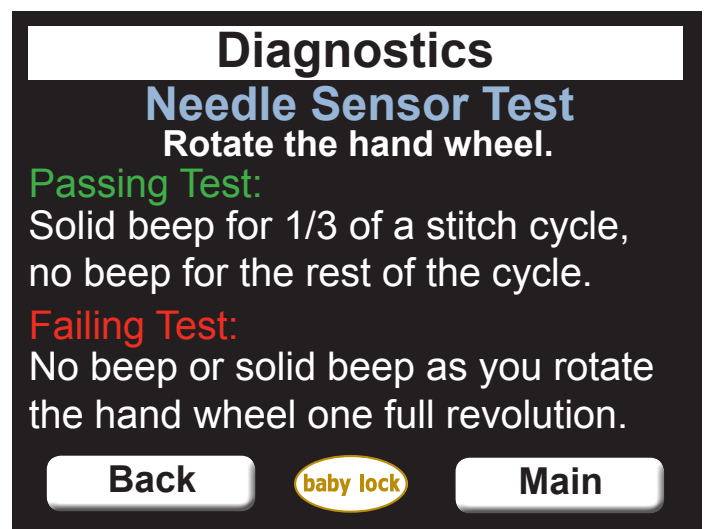 Diagnostics
Needle Sensor Test
Rotate the hand wheel.
Passing Test:
Solid beep for 1/3 of a stitch cycle,
no beep for the rest of the cycle.
Failing Test:
No beep or solid beep as you rotate
the hand wheel one full revolution.
Back
baby lock
Main